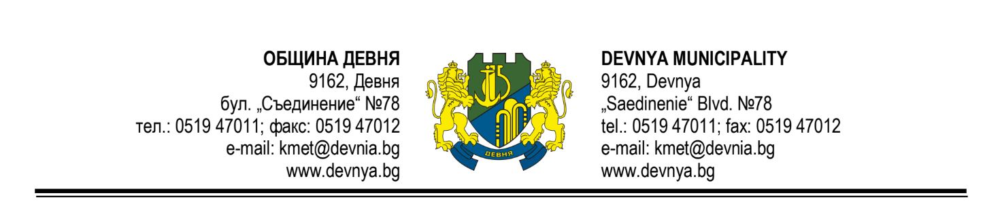 ОБЩИНА ДЕВНЯ
9162, Девня
бул. „Съединение“ №78
тел.: 0519 47011; факс: 0519 47012
e-mail: kmet@devnia.bg
www.devnya.bg
ДЕВНЯ
DEVNYA MUNICIPALITY
9162, Devnya
„Saedinenie“ Blvd. №78
tel.: 0519 47011; fax: 0519 47012
e-mail: kmet@devnia.bg
www.devnya.bg